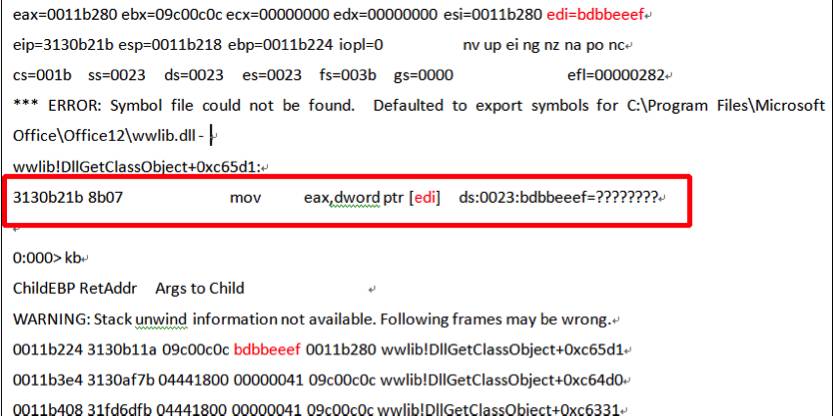 eax=0011b280 ebx=09c00c0c ecx=00000000 edx=00000000 esi=0011b280 edi=bdbbeeef
eip=3130b21b esp=0011b218 ebp=0011b224 iopl=0 nv up ei ng nz na po nc
cs=001b ss=0023 ds=0023 es=0023 fs=003b gs=0000 efl=00000282
*** ERROR: Symbol file could not be found. Defaulted to export symbols for C:\Program Files\Microsoft
Office\Office12\wwlib.dll -
wwlib!DllGetClassObject+0xc65d1:
3130b21b 8b07 mov eax,dword ptr [edi] ds:0023:bdbbeeef=????????
0:000> kb
ChildEBP RetAddr Args to Child
WARNING: Stack unwind information not available. Following frames may be wrong.
0011b224 3130b11a 09c00c0c bdbbeeef 0011b280 wwlib!DllGetClassObject+0xc65d1
0011b3e4 3130af7b 04441800 00000041 09c00c0c wwlib!DllGetClassObject+0xc64d0
0011b408 31fd6dfb 04441800 00000041 09c00c0c wwlib!DllGetClassObject+0xc6331